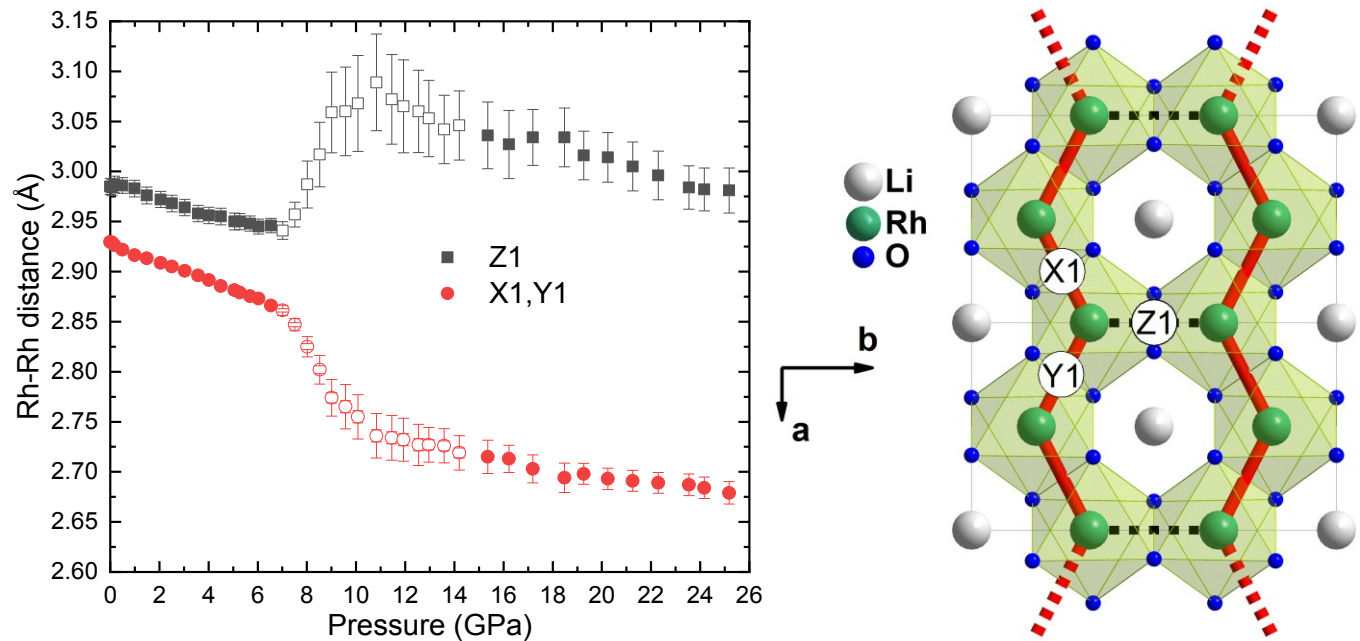 Rh-Rh distance (Å)
3.15
3.10
3.05
3.00
2.95
2.90
2.85
2.80
2.75
2.70
2.65
2.60
Z1
X1,Y1
0 2 4 6 8 10 12 14 16 18 20 22 24 26
Pressure (GPa)
Li
Rh
O
b
a
X1
Z1
Y1